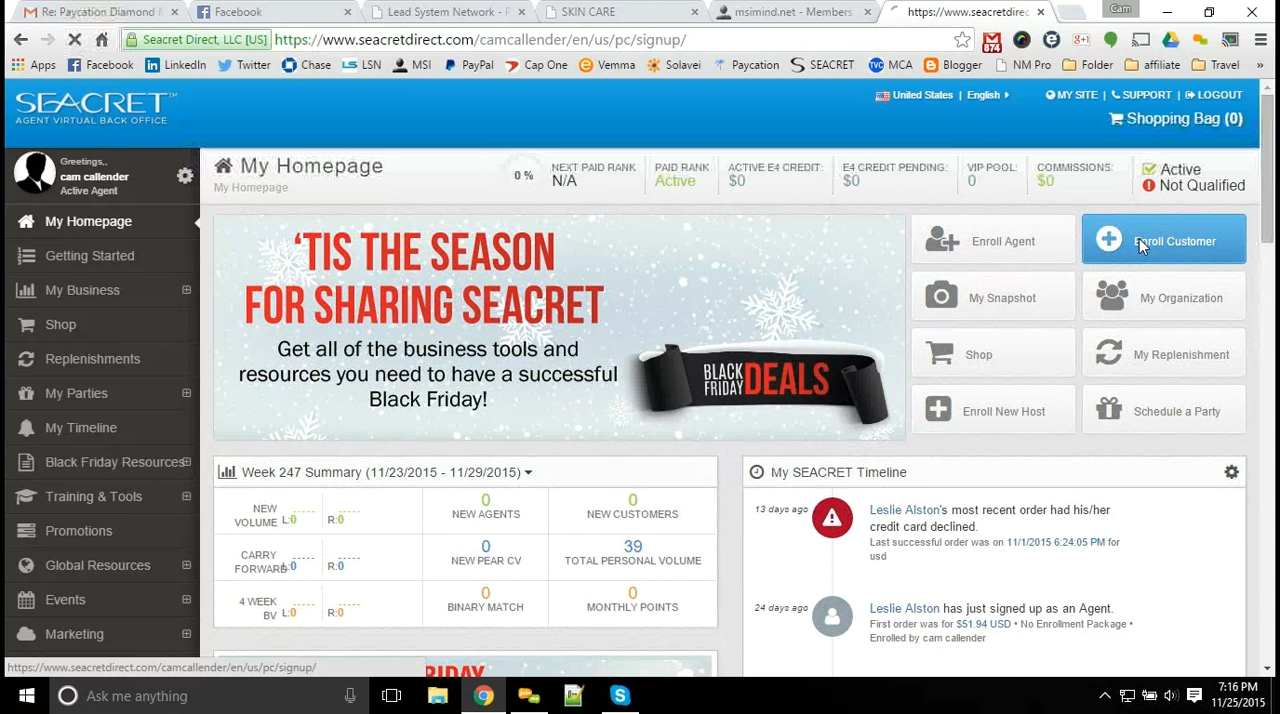 Re: Paycation Diamond M
Facebook
Lead System Network - P
SKIN CARE
msimind.net - Members
https://www.seacretdirec
Cam
Seacret Direct, LLC [US] https://www.seacretdirect.com/camcallender/en/us/pc/signup/
874
Apps Facebook LinkedIn Twitter Chase LSN MSI PayPal Cap One Vemma Solavei Paycation SEACRET MCA Blogger NM Pro Folder affiliate Travel »
SEACRET™
AGENT VIRTUAL BACK OFFICE
United States | English
MY SITE | SUPPORT | LOGOUT
Shopping Bag (0)
Greetings,,
cam callender
Active Agent
My Homepage
Getting Started
My Business
Shop
Replenishments
My Parties
My Timeline
Black Friday Resources
Training & Tools
Promotions
Global Resources
Events
Marketing
My Homepage
My Homepage
0 %
NEXT PAID RANK
N/A
PAID RANK
Active
ACTIVE E4 CREDIT:
$0
E4 CREDIT PENDING:
$0
VIP POOL:
0
COMMISSIONS:
$0
Active
Not Qualified
‘TIS THE SEASON
FOR SHARING SEACRET
Get all of the business tools and
resources you need to have a successful
Black Friday!
BLACK
FRIDAY DEALS
Enroll Agent
Enroll Customer
My Snapshot
My Organization
Shop
My Replenishment
Enroll New Host
Schedule a Party
Week 247 Summary (11/23/2015 - 11/29/2015)
NEW
VOLUME L:0 R:0
0
NEW AGENTS
0
NEW CUSTOMERS
CARRY
FORWARD L:0 R:0
0
NEW PEAR CV
39
TOTAL PERSONAL VOLUME
4 WEEK
BV L:0 R:0
0
BINARY MATCH
0
MONTHLY POINTS
My SEACRET Timeline
13 days ago
Leslie Alston's most recent order had his/her
credit card declined.
Last successful order was on 11/1/2015 6:24:05 PM for
usd
24 days ago
Leslie Alston has just signed up as an Agent.
First order was for $51.94 USD • No Enrollment Package •
Enrolled by cam callender
https://www.seacretdirect.com/camcallender/en/us/pc/signup/
FRIDAY
Ask me anything
7:16 PM
11/25/2015